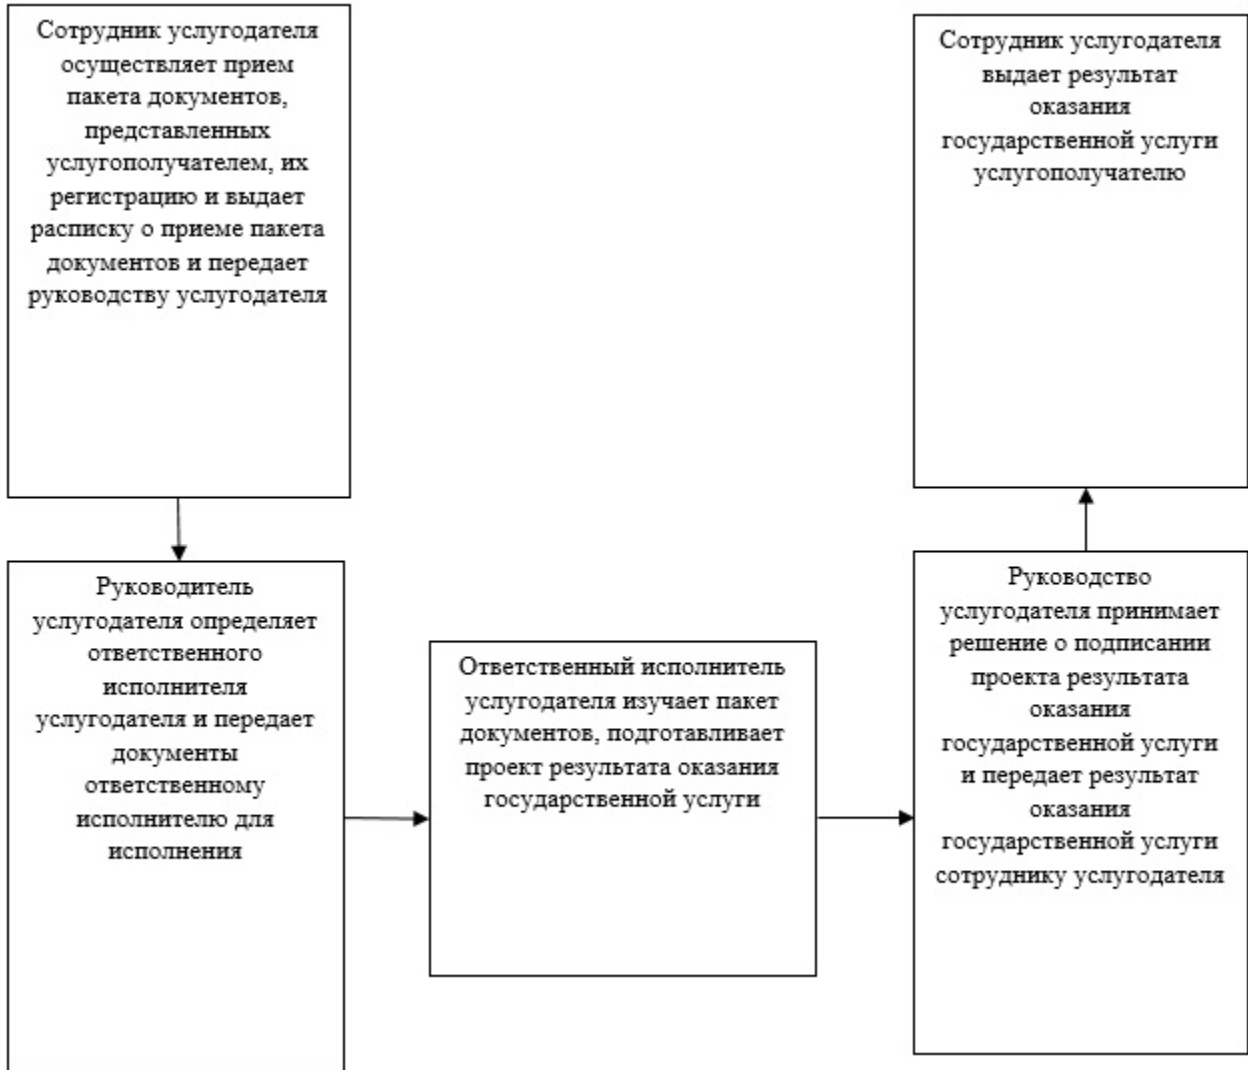 Сотрудник услугодателя
осуществляет прием
пакета документов,
представленных
услугополучателем, их
регистрацию и выдает
расписку о приеме пакета
документов и передает
руководству услугодателя
Руководитель
услугодателя определяет
ответственного
исполнителя
услугодателя и передает
документы
ответственному
исполнителю для
исполнения
Ответственный исполнитель
услугодателя изучает пакет
документов, подготавливает
проект результата оказания
государственной услуги
Руководство
услугодателя принимает
решение о подписании
проекта результата
оказания
государственной услуги
и передает результат
оказания
государственной услуги
сотруднику услугодателя
Сотрудник услугодателя
выдает результат
оказания
государственной услуги
услугополучателю